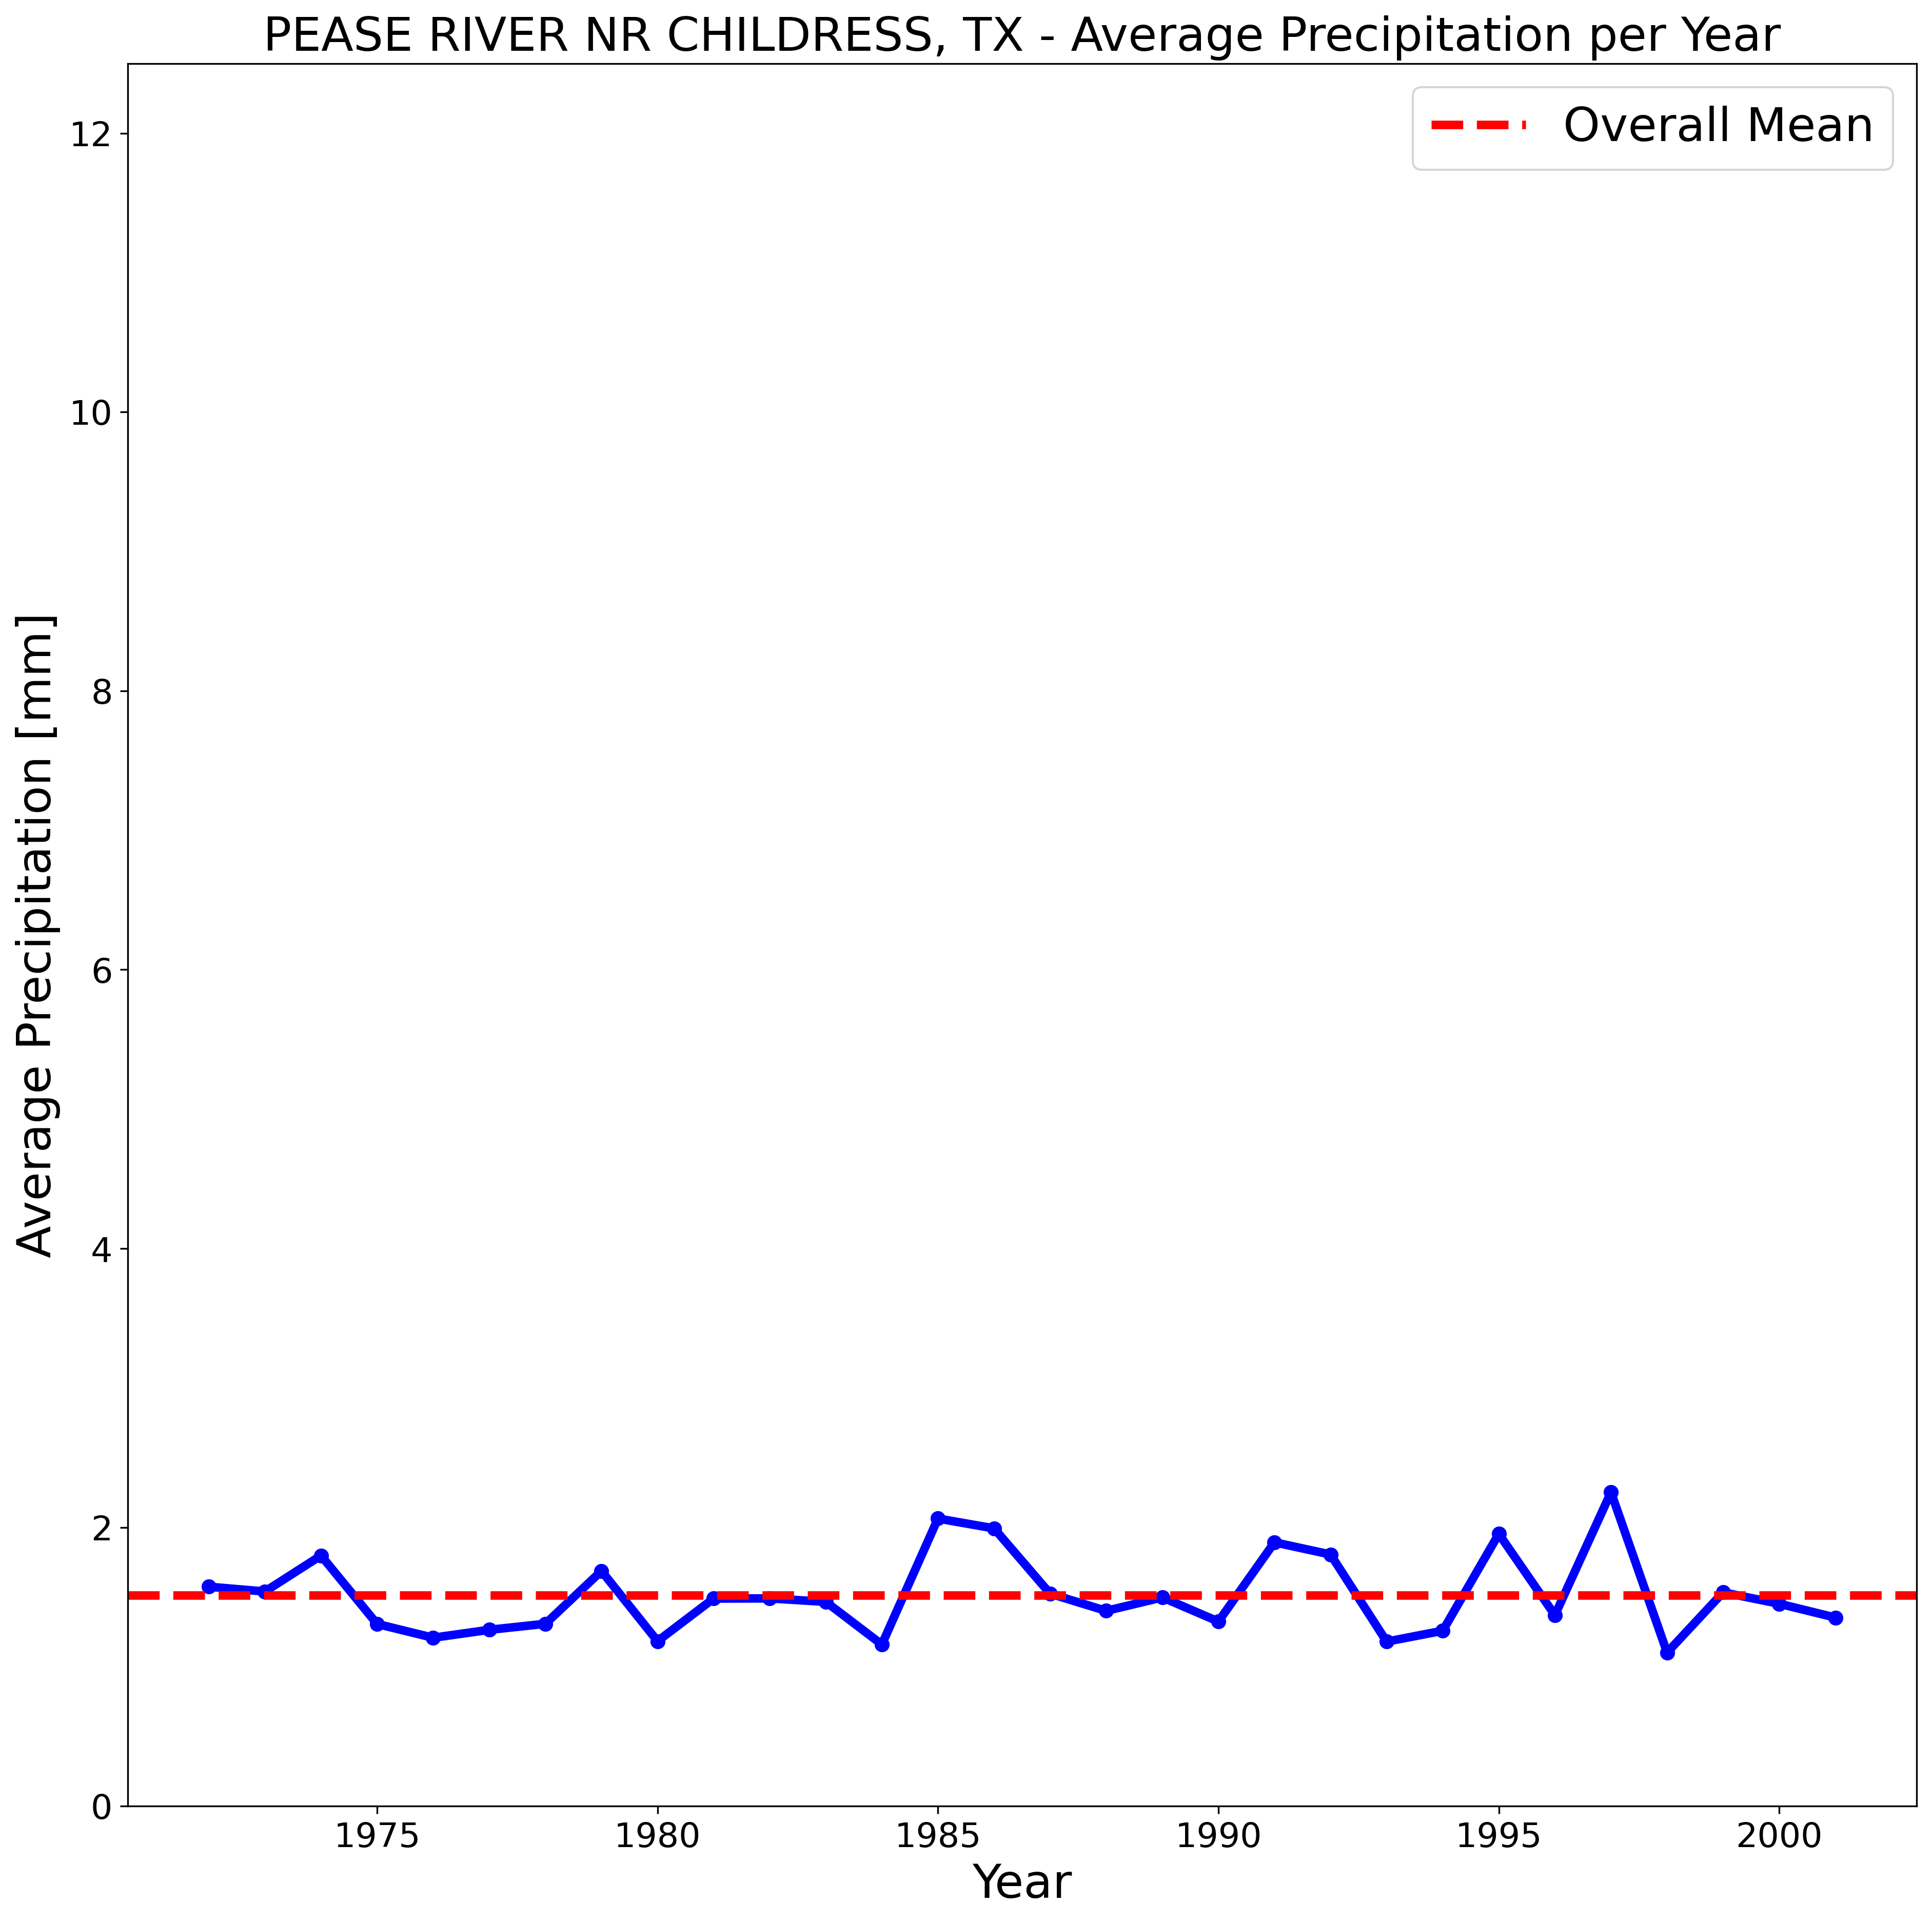 PEASE RIVER NR CHILDRESS, TX - Average Precipitation per Year
Overall Mean
Average Precipitation [mm]
12
10
8
6
4
2
0
1975 1980 1985 1990 1995 2000
Year